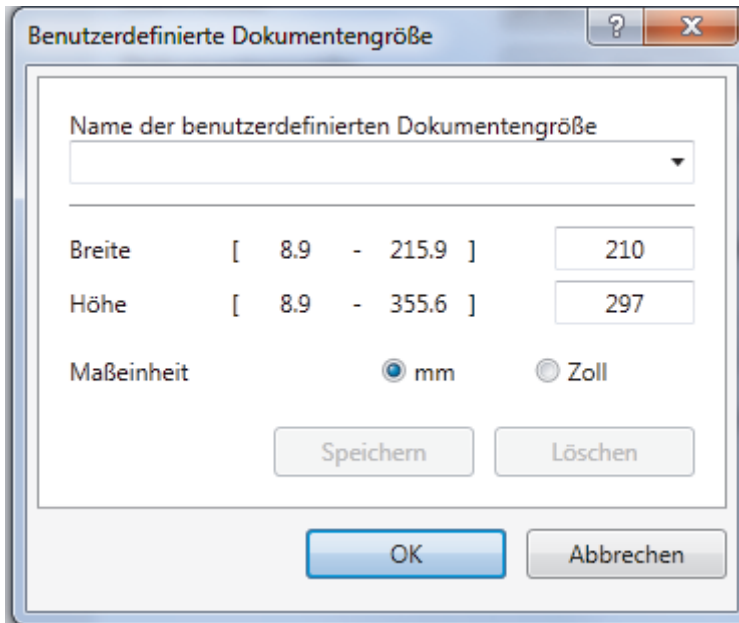 Benutzerdefinierte Dokumentengröße
Name der benutzerdefinierten Dokumentengröße
Breite [ 8.9 - 215.9 ] 210
Höhe [ 8.9 - 355.6 ] 297
Maßeinheit mm Zoll
Speichern Löschen
OK Abbrechen